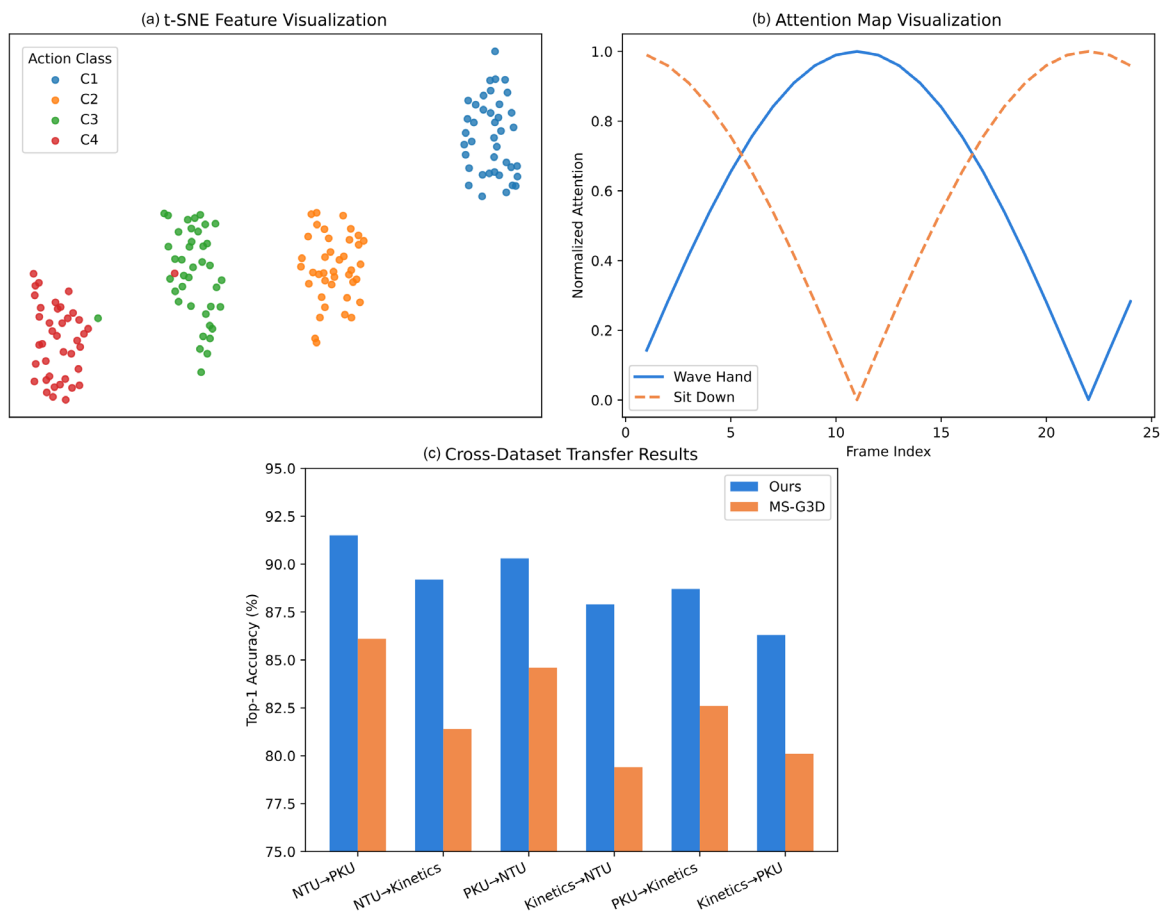 (a) t-SNE Feature Visualization
Action Class
C1
C2
C3
C4
(b) Attention Map Visualization
Normalized Attention
1.0
0.8
0.6
0.4
0.2
0.0
Wave Hand
Sit Down
0 5 10 15 20 25
Frame Index
(c) Cross-Dataset Transfer Results
Top-1 Accuracy (%)
95.0
92.5
90.0
87.5
85.0
82.5
80.0
77.5
75.0
Ours
MS-G3D
NTU→PKU
NTU→Kinetics
PKU→NTU
Kinetics→NTU
PKU→Kinetics
Kinetics→PKU